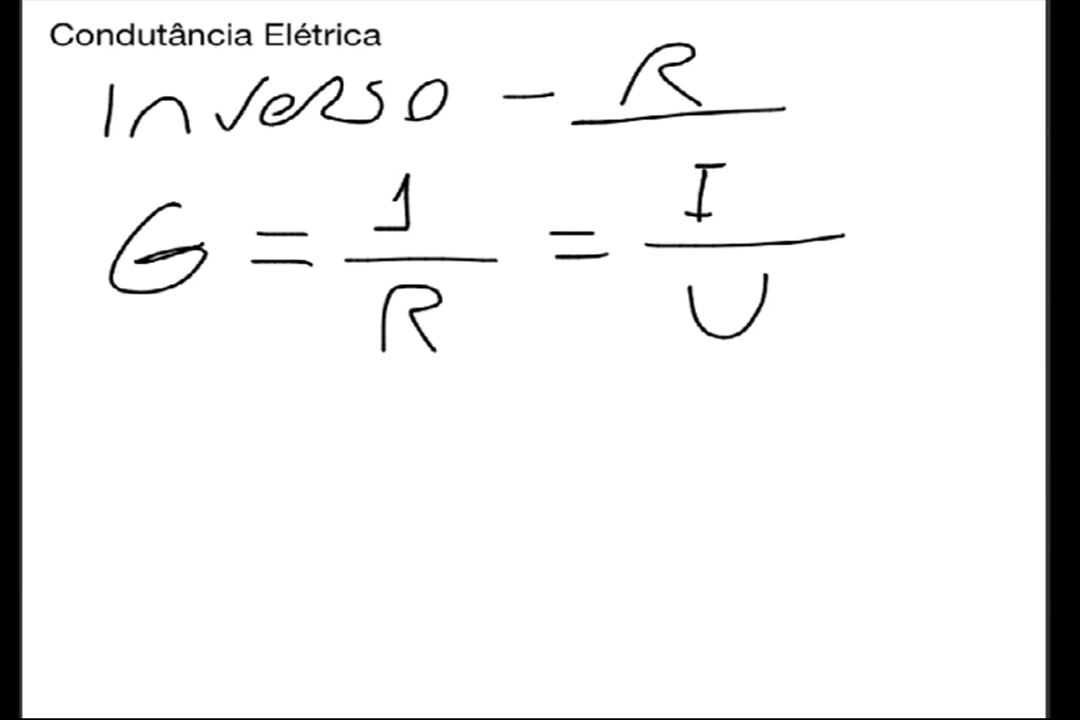 Condutância Elétrica
Inverso - R
G = 1/R = I/U